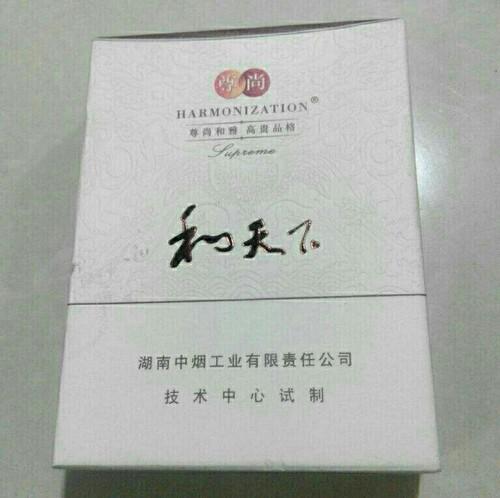 尊尚
HARMONIZATION®
尊尚和雅 高贵品格
Supreme
和天下
湖南中烟工业有限责任公司
技术中心试制